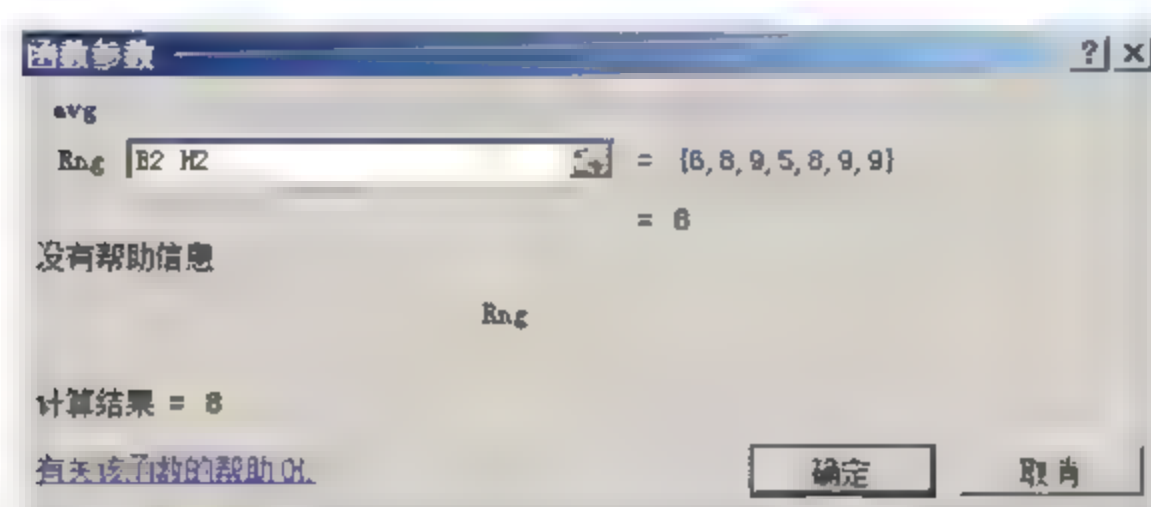 函数参数
avg
Rng B2 H2 = {6,8,9,5,8,9,9}
= 8
没有帮助信息
Rng
计算结果 = 8
有关该函数的帮助
确定 取消